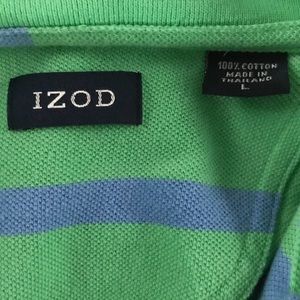 IZOD
100% COTTON
MADE IN
THAILAND
L